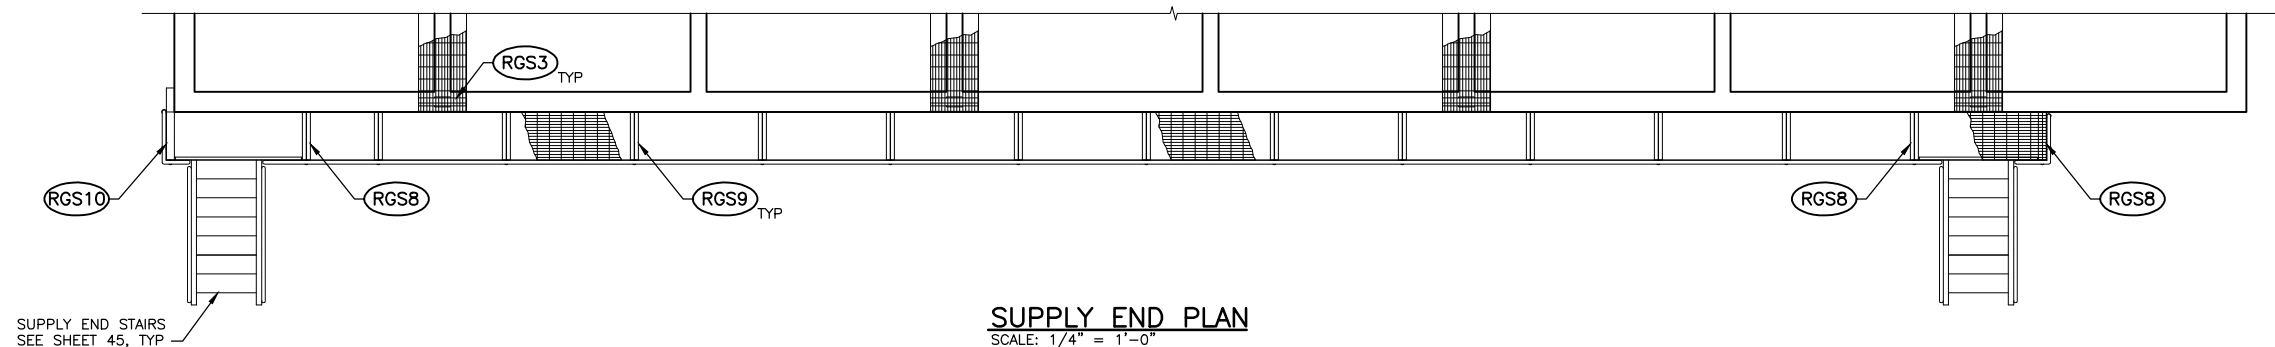 RGS3
TYP
RGS10
RGS8
RGS9
TYP
RGS8
RGS8
SUPPLY END STAIRS
SEE SHEET 45, TYP
SUPPLY END PLAN
SCALE: 1/4" = 1'-0"